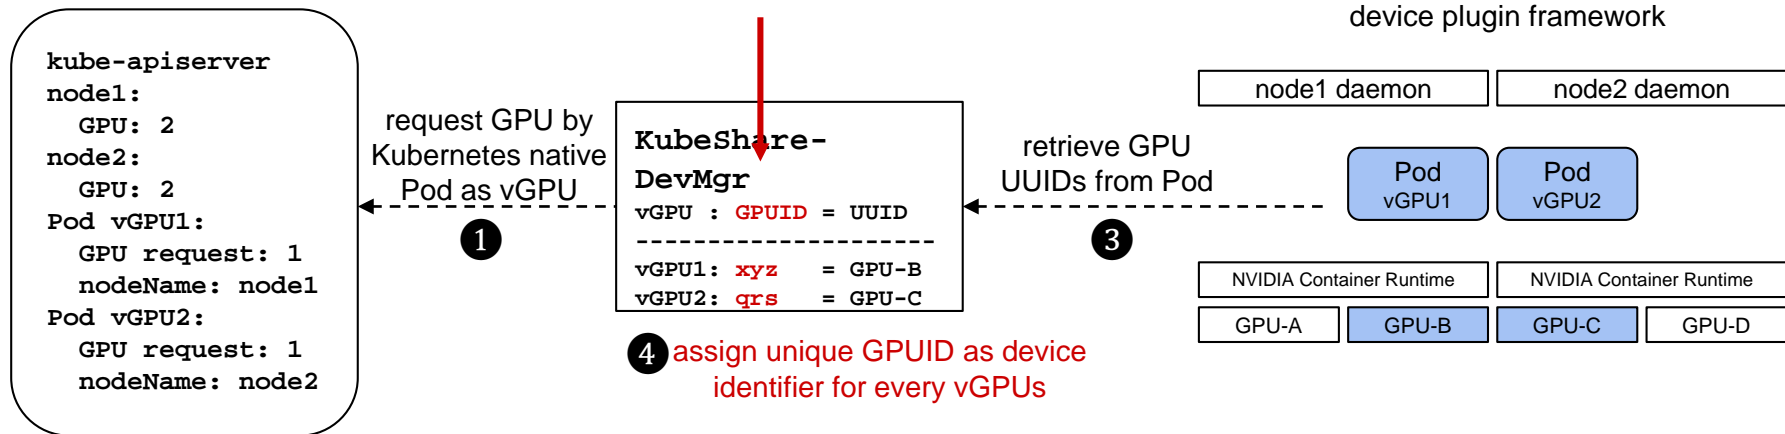 kube-apiserver
node1:
GPU: 2
node2:
GPU: 2
Pod vGPU1:
GPU request: 1
nodeName: node1
Pod vGPU2:
GPU request: 1
nodeName: node2
request GPU by
Kubernetes native
Pod as vGPU
1
KubeShare-
DevMgr
vGPU : GPUID = UUID
----------------------
vGPU1: xyz = GPU-B
vGPU2: qrs = GPU-C
4 assign unique GPUID as device
identifier for every vGPUs
retrieve GPU
UUIDs from Pod
3
device plugin framework
node1 daemon
node2 daemon
Pod
vGPU1
Pod
vGPU2
NVIDIA Container Runtime
NVIDIA Container Runtime
GPU-A
GPU-B
GPU-C
GPU-D